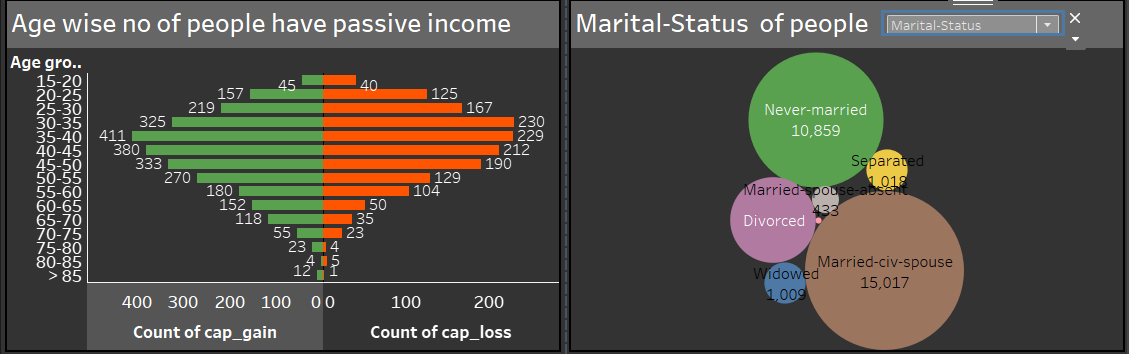 Age wise no of people have passive income
Age gro..
15-20 45 40
20-25 157 125
25-30 219 167
30-35 325 230
35-40 411 229
40-45 380 212
45-50 333 190
50-55 270 129
55-60 180 104
60-65 152 50
65-70 118 35
70-75 55 23
75-80 23 4
80-85 4 5
> 85 12 1
400 300 200 100 0 0 100 200
Count of cap_gain Count of cap_loss
Marital-Status of people
Marital-Status
Never-married
10,859
Separated
1,018
Married-spouse-absent
433
Divorced
Married-civ-spouse
15,017
Widowed
1,009